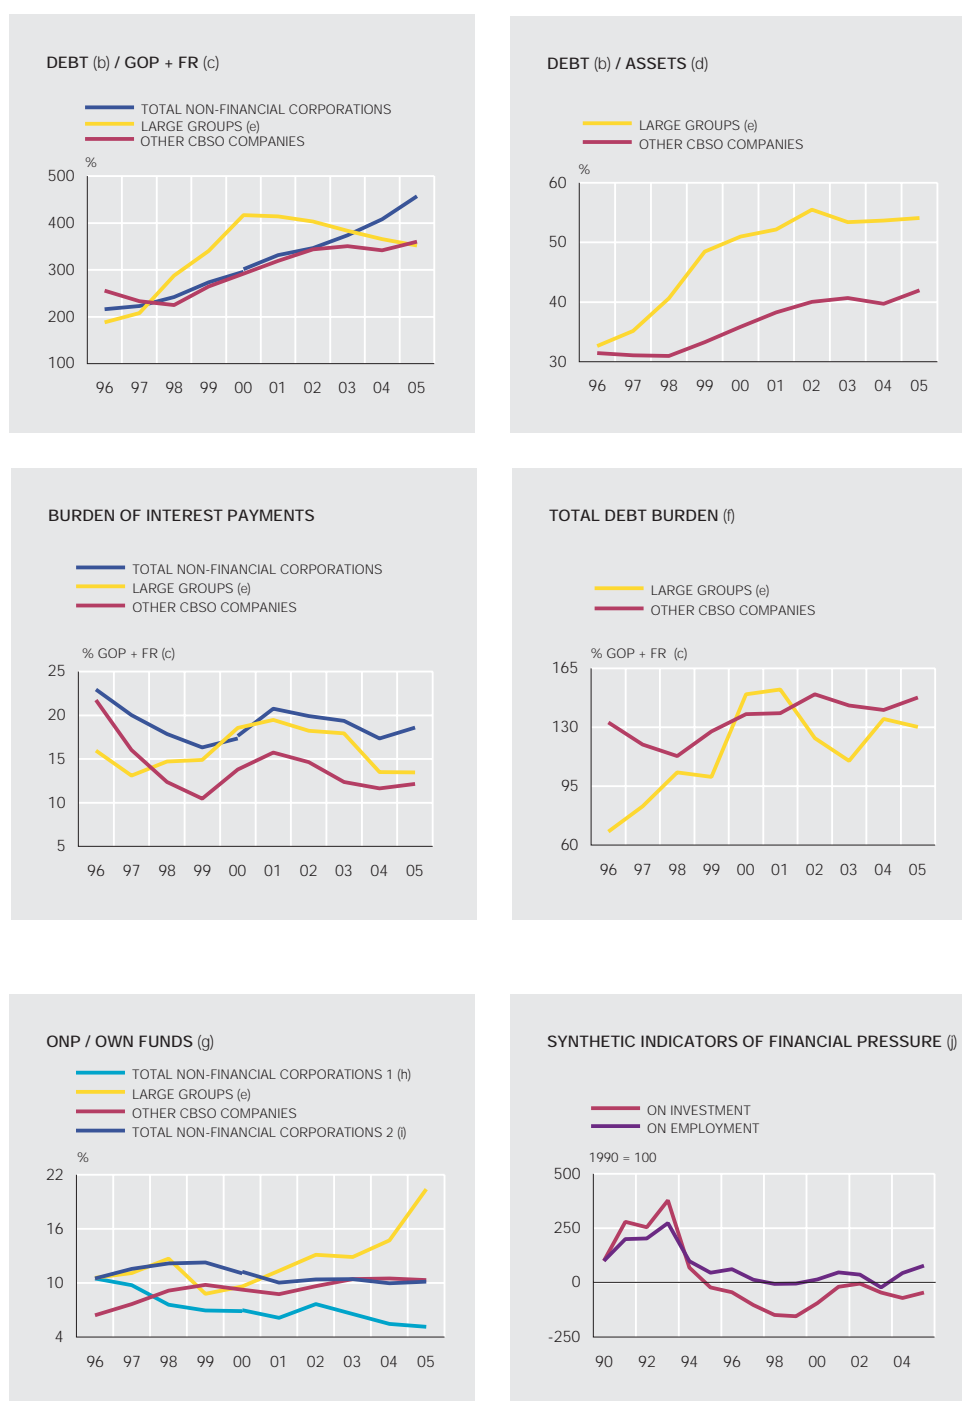 DEBT (b) / GOP + FR (c)
TOTAL NON-FINANCIAL CORPORATIONS
LARGE GROUPS (e)
OTHER CBSO COMPANIES
%
500
400
300
200
100
96 97 98 99 00 01 02 03 04 05
DEBT (b) / ASSETS (d)
LARGE GROUPS (e)
OTHER CBSO COMPANIES
%
60
50
40
30
96 97 98 99 00 01 02 03 04 05
BURDEN OF INTEREST PAYMENTS
TOTAL NON-FINANCIAL CORPORATIONS
LARGE GROUPS (e)
OTHER CBSO COMPANIES
% GOP + FR (c)
25
20
15
10
5
96 97 98 99 00 01 02 03 04 05
TOTAL DEBT BURDEN (f)
LARGE GROUPS (e)
OTHER CBSO COMPANIES
% GOP + FR (c)
165
130
95
60
96 97 98 99 00 01 02 03 04 05
ONP / OWN FUNDS (g)
TOTAL NON-FINANCIAL CORPORATIONS 1 (h)
LARGE GROUPS (e)
OTHER CBSO COMPANIES
TOTAL NON-FINANCIAL CORPORATIONS 2 (i)
%
22
16
10
4
96 97 98 99 00 01 02 03 04 05
SYNTHETIC INDICATORS OF FINANCIAL PRESSURE (j)
ON INVESTMENT
ON EMPLOYMENT
1990 = 100
500
250
0
-250
90 92 94 96 98 00 02 04